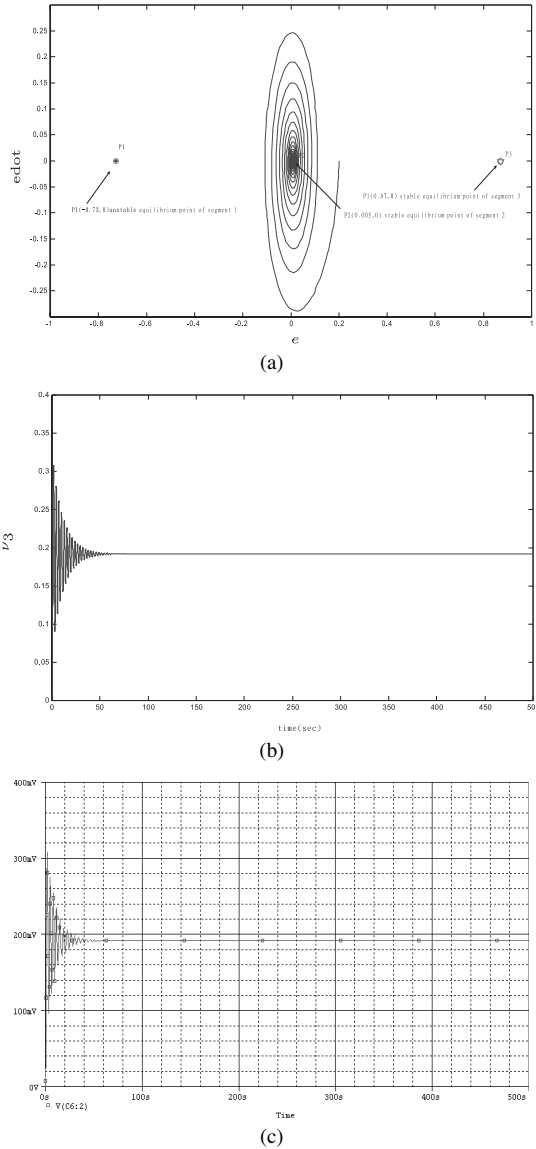 0.25
0.2
0.15
0.1
0.05
0
-0.05
-0.1
-0.15
-0.2
-0.25
edot
P1
P3
P1(-0.73,0)unstable equilibrium point of segment 1
P1(0.87,0) stable equilibrium point of segment 3
P2(0.005,0) stable equilibrium point of segment 2
-1 -0.8 -0.6 -0.4 -0.2 0 0.2 0.4 0.6 0.8 1
e
(a)
0.4
0.35
0.3
0.25
0.2
0.15
0.1
0.05
0
ν3
0 50 100 150 200 250 300 350 400 450 500
time(sec)
(b)
400mV
300mV
200mV
100mV
0V
0s 100s 200s 300s 400s 500s
V(C6:2)
Time
(c)